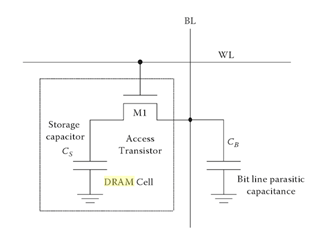 BL
WL
M1
Storage
capacitor
C_S
Access
Transistor
DRAM Cell
C_B
Bit line parasitic
capacitance